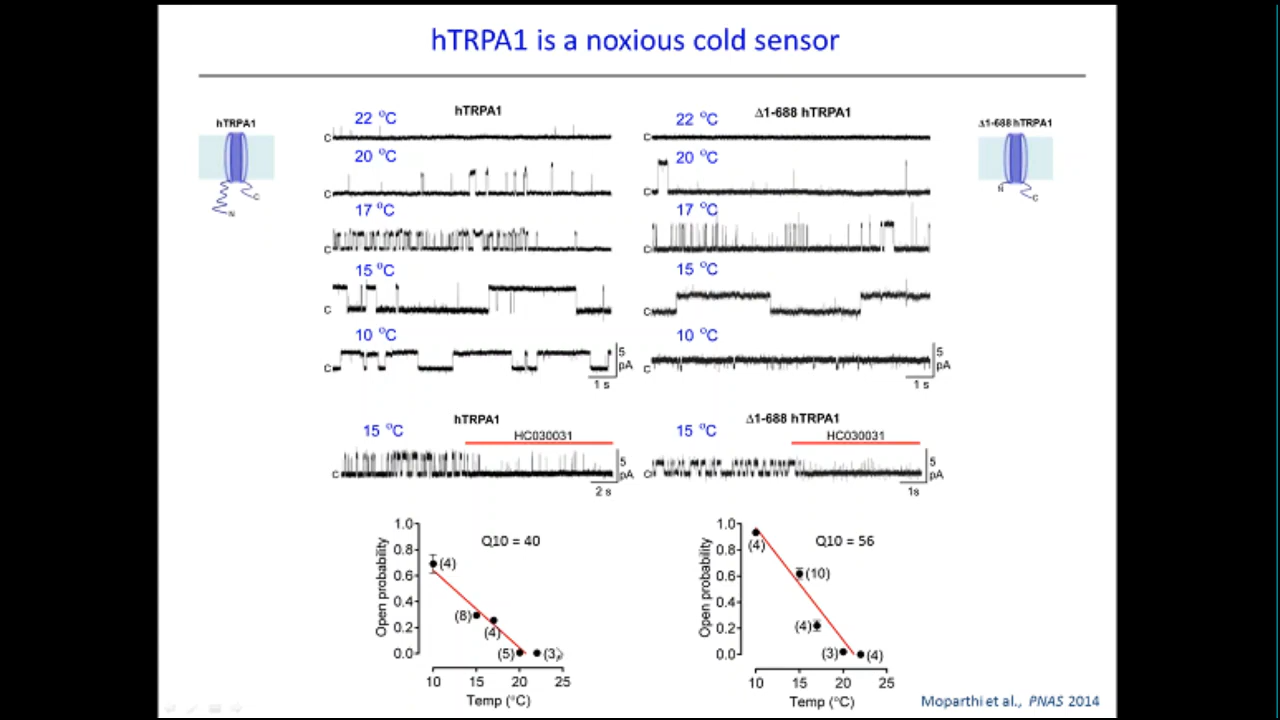 hTRPA1 is a noxious cold sensor
hTRPA1
hTRPA1
Δ1-688 hTRPA1
Δ1-688 hTRPA1
22 °C
C
22 °C
C
N
C
N
C
20 °C
C
20 °C
C
17 °C
C
17 °C
C
15 °C
C
15 °C
C
10 °C
C
5
pA
1 s
10 °C
C
5
pA
1 s
hTRPA1
15 °C
HC030031
C
5
pA
2 s
Δ1-688 hTRPA1
15 °C
HC030031
C
5
pA
1s
Open probability
1.0
0.8
0.6
0.4
0.2
0.0
Q10 = 40
(4)
(8)
(4)
(5)
(3)
10 15 20 25
Temp (°C)
Open probability
1.0
0.8
0.6
0.4
0.2
0.0
Q10 = 56
(4)
(10)
(4)
(3)
(4)
10 15 20 25
Temp (°C)
Moparthi et al., PNAS 2014